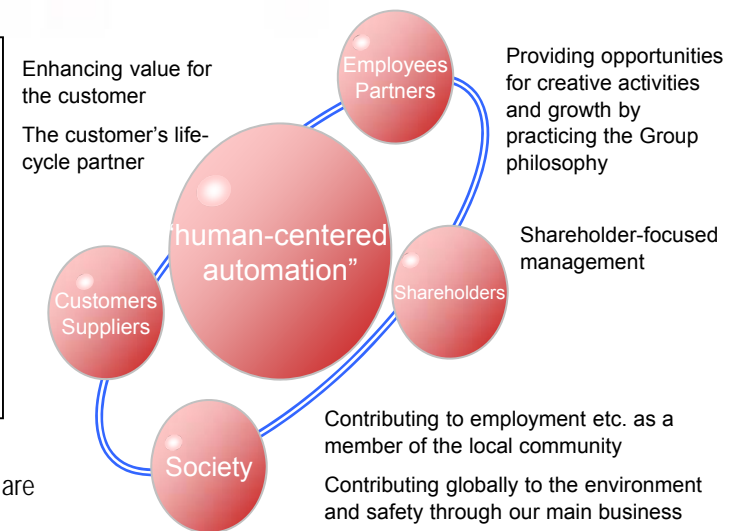 Enhancing value for
the customer
The customer's life-
cycle partner
Employees
Partners
Providing opportunities
for creative activities
and growth by
practicing the Group
philosophy
"human-centered
automation"
Shareholder-focused
management
Customers
Suppliers
Shareholders
Society
Contributing to employment etc. as a
member of the local community
Contributing globally to the environment
and safety through our main business
are